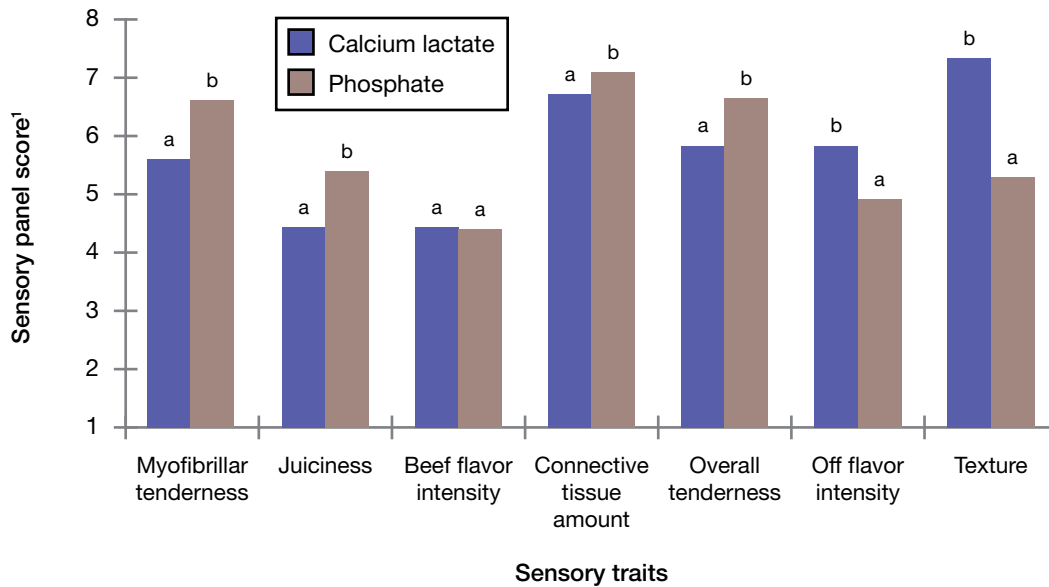 8
7
6
5
4
3
2
1
Sensory panel score¹
Calcium lactate
Phosphate
a b
a b
a a
a b
a b
b a
b a
Myofibrillar
tenderness
Juiciness
Beef flavor
intensity
Connective
tissue
amount
Overall
tenderness
Off flavor
intensity
Texture
Sensory traits